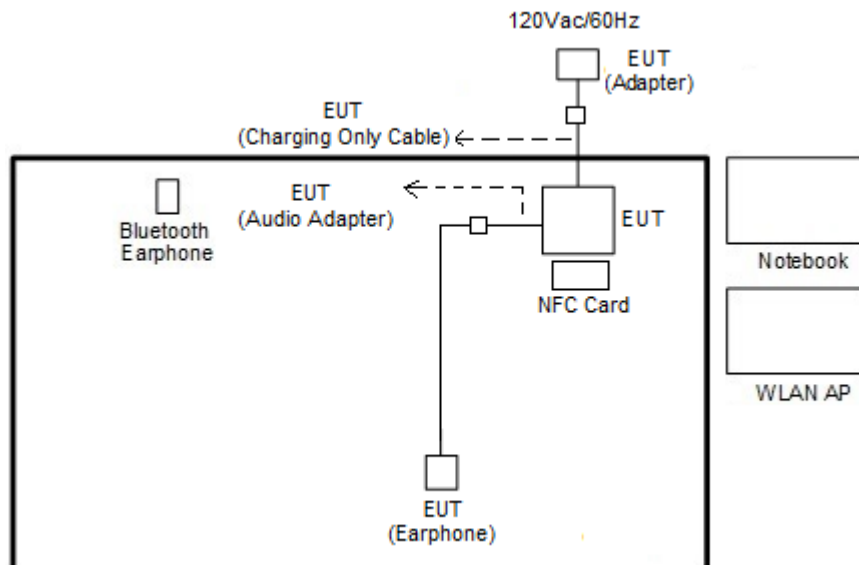 120Vac/60Hz
EUT
(Adapter)
EUT
(Charging Only Cable)
EUT
(Audio Adapter)
Bluetooth
Earphone
EUT
NFC Card
Notebook
WLAN AP
EUT
(Earphone)